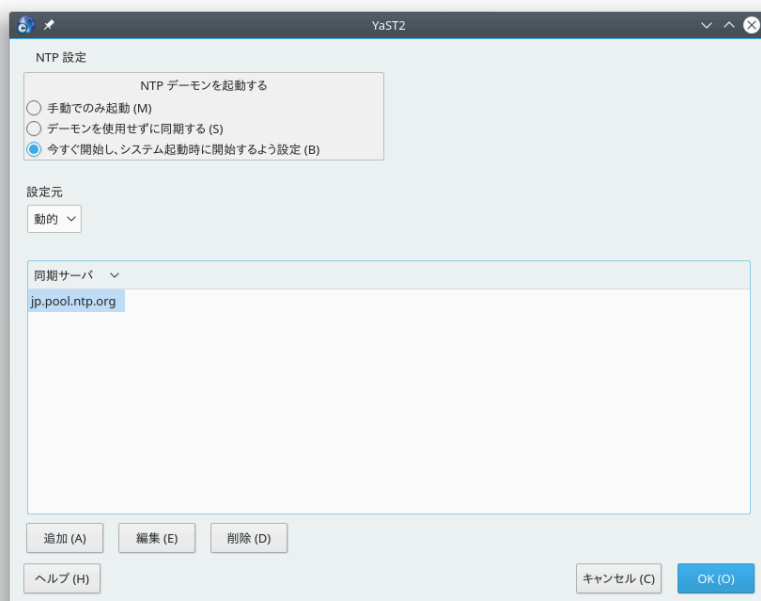 YaST2
NTP 設定
NTP デーモンを起動する
手動でのみ起動 (M)
デーモンを使用せずに同期する (S)
今すぐ開始し、システム起動時に開始するよう設定 (B)
設定元
動的
同期サーバ
jp.pool.ntp.org
追加 (A) 編集 (E) 削除 (D)
ヘルプ (H) キャンセル (C) OK (O)